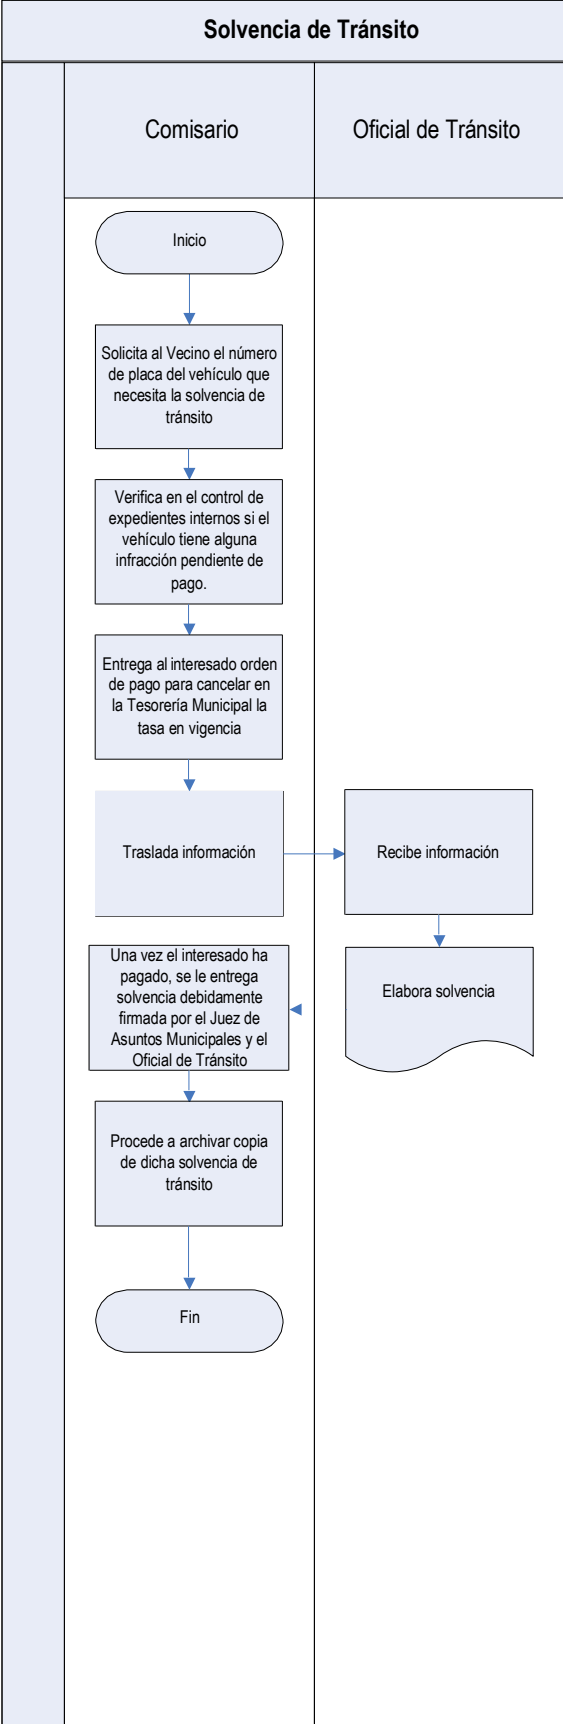 Solvencia de Tránsito
Comisario
Oficial de Tránsito
Inicio
Solicita al Vecino el número
de placa del vehículo que
necesita la solvencia de
tránsito
Verifica en el control de
expedientes internos si el
vehículo tiene alguna
infracción pendiente de
pago.
Entrega al interesado orden
de pago para cancelar en
la Tesorería Municipal la
tasa en vigencia
Traslada información
Recibe información
Elabora solvencia
Una vez el interesado ha
pagado, se le entrega
solvencia debidamente
firmada por el Juez de
Asuntos Municipales y el
Oficial de Tránsito
Procede a archivar copia
de dicha solvencia de
tránsito
Fin